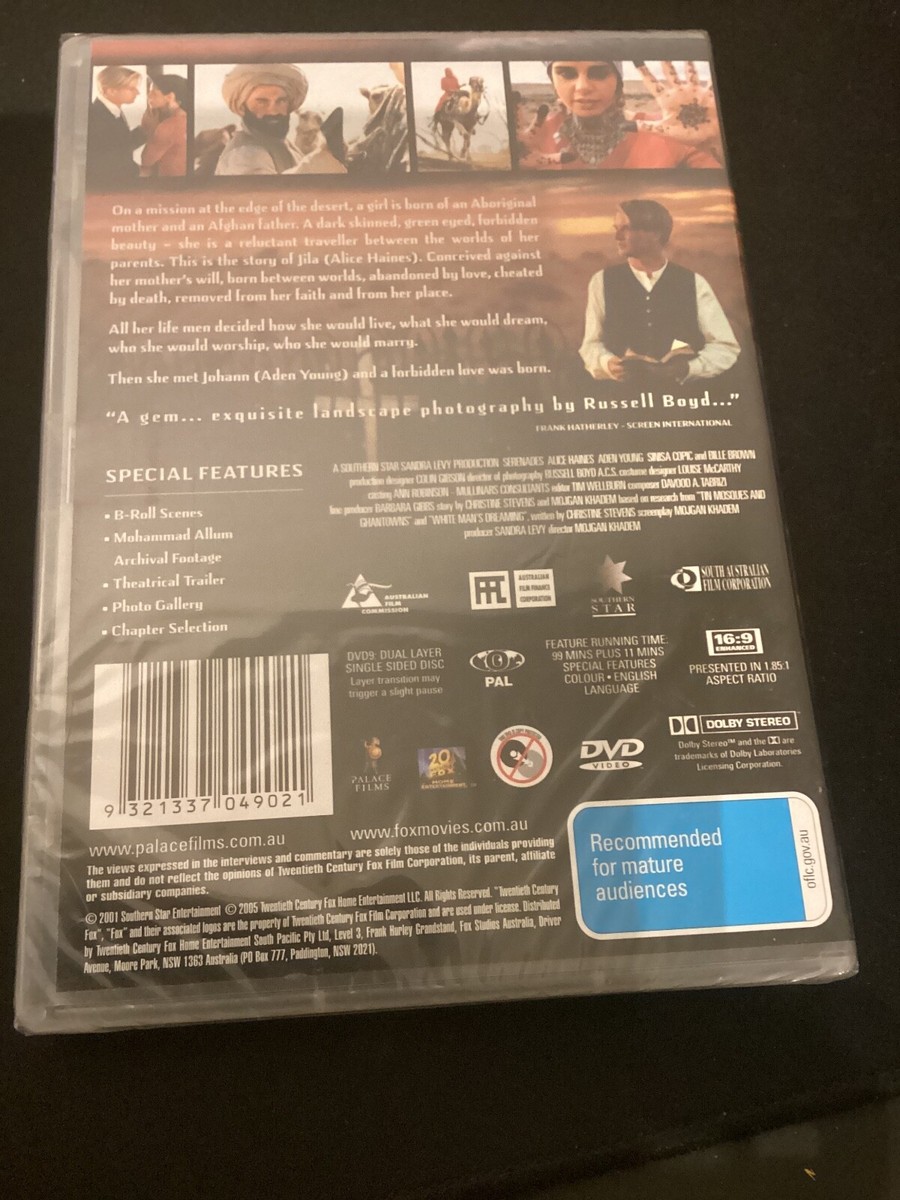 On a mission at the edge of the desert, a girl is born of an Aboriginal
mother and an Afghan father. A dark skinned, green eyed, forbidden
beauty – she is a reluctant traveller between the worlds of her
parents. This is the story of Jila (Alice Haines). Conceived against
her mother's will, born between worlds, abandoned by love, cheated
by death, removed from her faith and from her place.
All her life men decided how she would live, what she would dream,
who she would worship, who she would marry.
Then she met Johann (Aden Young) and a forbidden love was born.
"A gem... exquisite landscape photography by Russell Boyd..."
FRANK HATHERLEY - SCREEN INTERNATIONAL
SPECIAL FEATURES
• B-Roll Scenes
• Mohammad Allum
Archival Footage
• Theatrical Trailer
• Photo Gallery
• Chapter Selection
A SOUTHERN STAR SANDRA LEVY PRODUCTION SERENADES ALICE HAINES ADEN YOUNG SINISA COPIC and BILLE BROWN
production designer COLIN GIBSON director of photography RUSSELL BOYD A.C.S. costume designer LOUISE McCARTHY
casting ANN ROBINSON - MULLINARS CONSULTANTS editor TIM WELLBURN composer DAVOOD A. TABRIZI
line producer BARBARA GIBBS story by CHRISTINE STEVENS and MOJGAN KHADEM based on research from "TIN MOSQUES AND
GHANTOWNS" and "WHITE MAN'S DREAMING", written by CHRISTINE STEVENS screenplay MOJGAN KHADEM
producer SANDRA LEVY director MOJGAN KHADEM
AUSTRALIAN
FILM
COMMISSION
AUSTRALIAN
FILM FINANCE
CORPORATION
SOUTHERN
STAR
SOUTH AUSTRALIAN
FILM CORPORATION
DVD9: DUAL LAYER
SINGLE SIDED DISC
Layer transition may
trigger a slight pause
PAL
FEATURE RUNNING TIME:
99 MINS PLUS 11 MINS
SPECIAL FEATURES
COLOUR • ENGLISH
LANGUAGE
16:9
ENHANCED
PRESENTED IN 1.85:1
ASPECT RATIO
9 321337 049021
PALACE
FILMS
20
FOX
DVD
VIDEO
DOLBY STEREO
Dolby Stereo™ and the are
trademarks of Dolby Laboratories
Licensing Corporation.
www.palacefilms.com.au
www.foxmovies.com.au
The views expressed in the interviews and commentary are solely those of the individuals providing
them and do not reflect the opinions of Twentieth Century Fox Film Corporation, its parent, affiliate
or subsidiary companies.
© 2001 Southern Star Entertainment © 2005 Twentieth Century Fox Home Entertainment LLC. All Rights Reserved. "Twentieth Century
Fox", "Fox" and their associated logos are the property of Twentieth Century Fox Film Corporation and are used under license. Distributed
by Twentieth Century Fox Home Entertainment South Pacific Pty Ltd, Level 3, Frank Hurley Grandstand, Fox Studios Australia, Driver
Avenue, Moore Park, NSW 1363 Australia (PO Box 777, Paddington, NSW 2021).
Recommended
for mature
audiences
oflc.gov.au